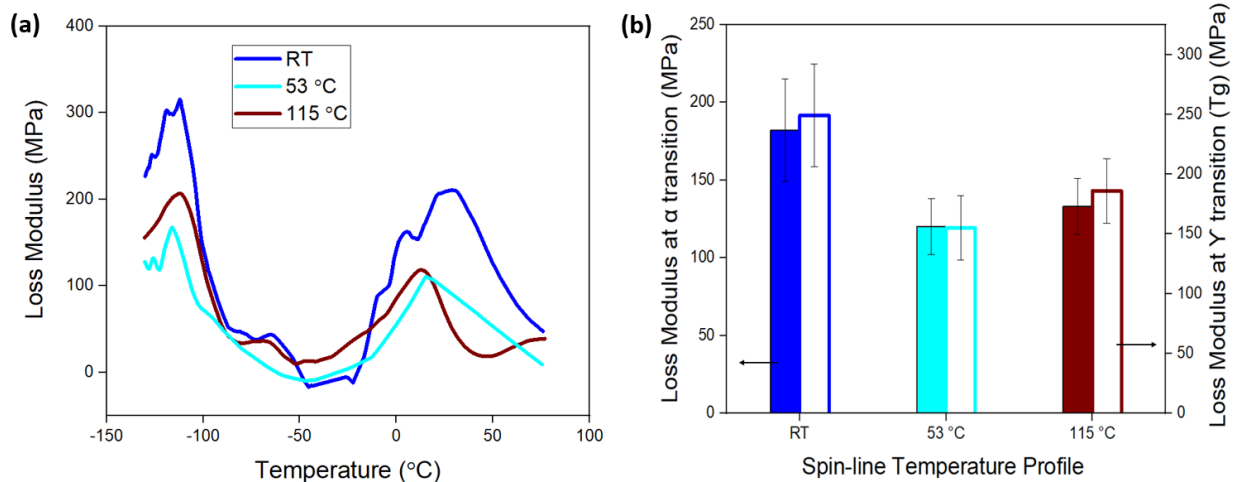 (a)
400
300
200
100
0
-150
-100
-50
0
50
100
Loss Modulus (MPa)
Temperature (°C)
RT
53 °C
115 °C
(b)
250
200
150
100
50
0
300
250
200
150
100
50
0
RT
53 °C
115 °C
Loss Modulus at α transition (MPa)
Loss Modulus at Y transition (Tg) (MPa)
Spin-line Temperature Profile